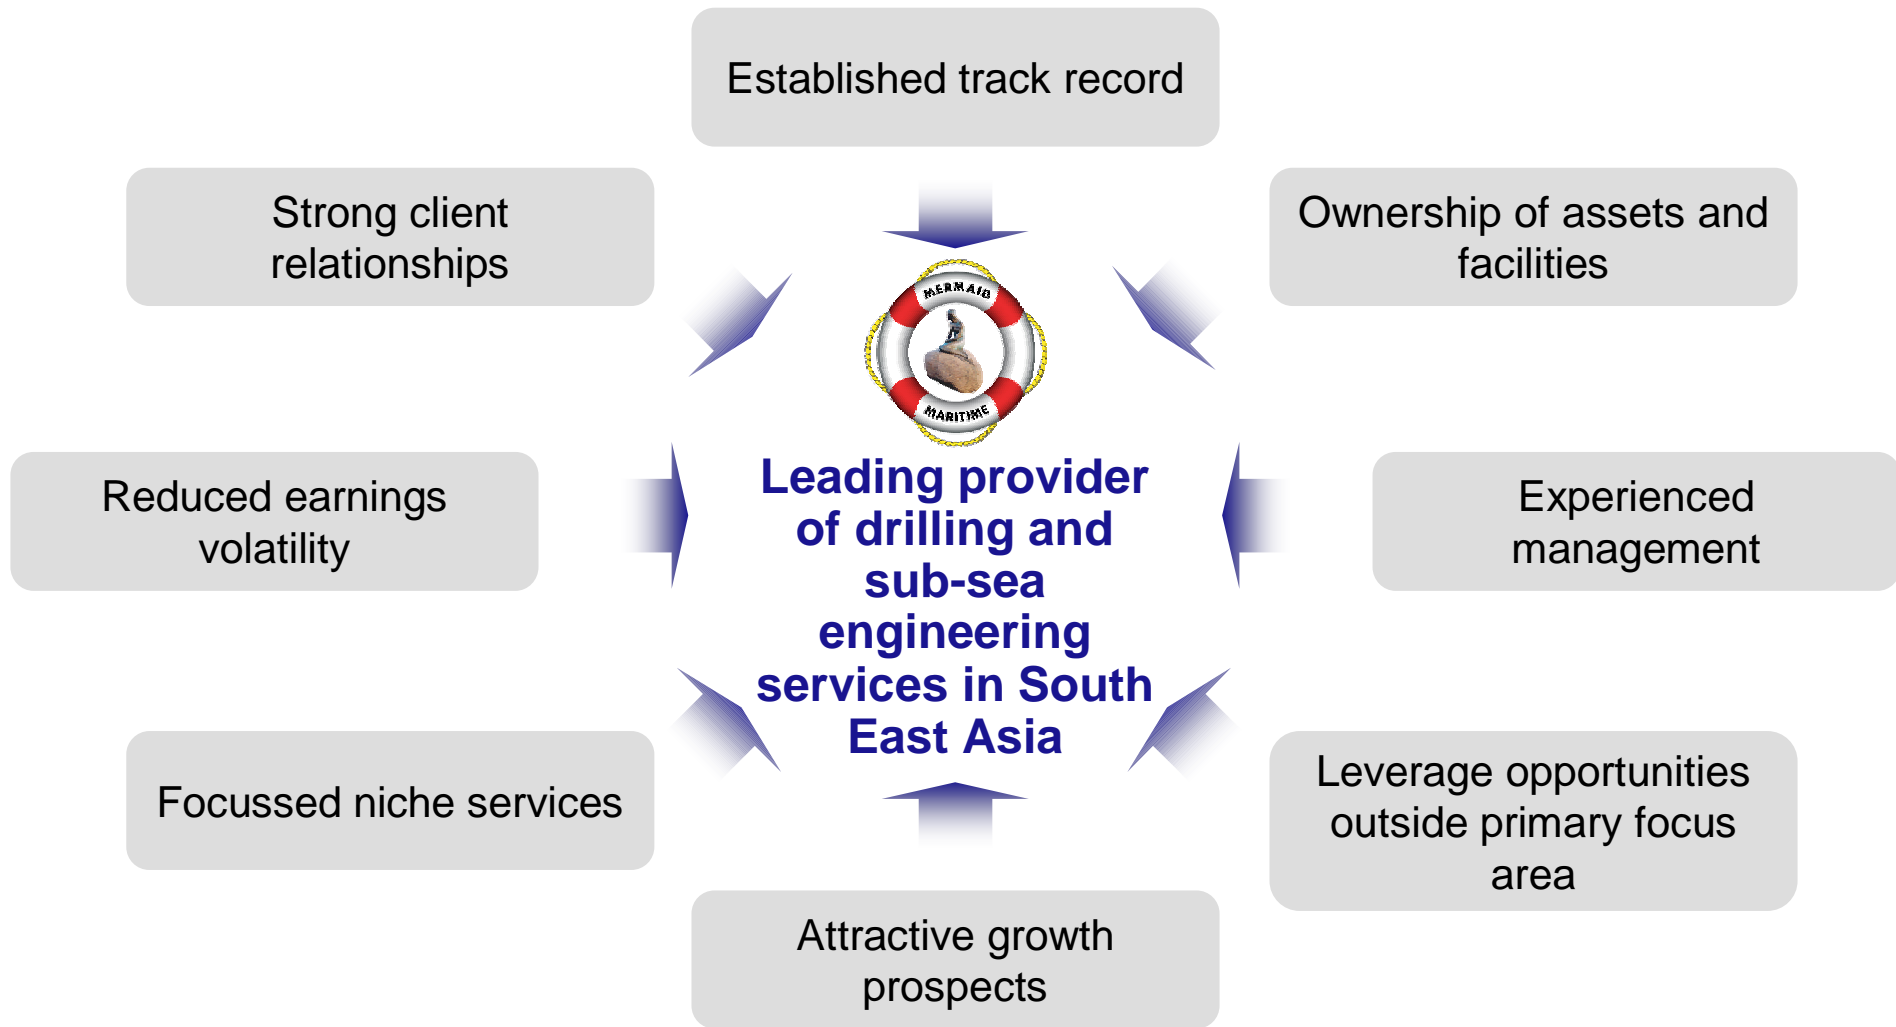 Established track record
Strong client
relationships
Ownership of assets and
facilities
MERMAID
MARITIME
Reduced earnings
volatility
Leading provider
of drilling and
sub-sea
engineering
services in South
East Asia
Experienced
management
Focussed niche services
Leverage opportunities
outside primary focus
area
Attractive growth
prospects